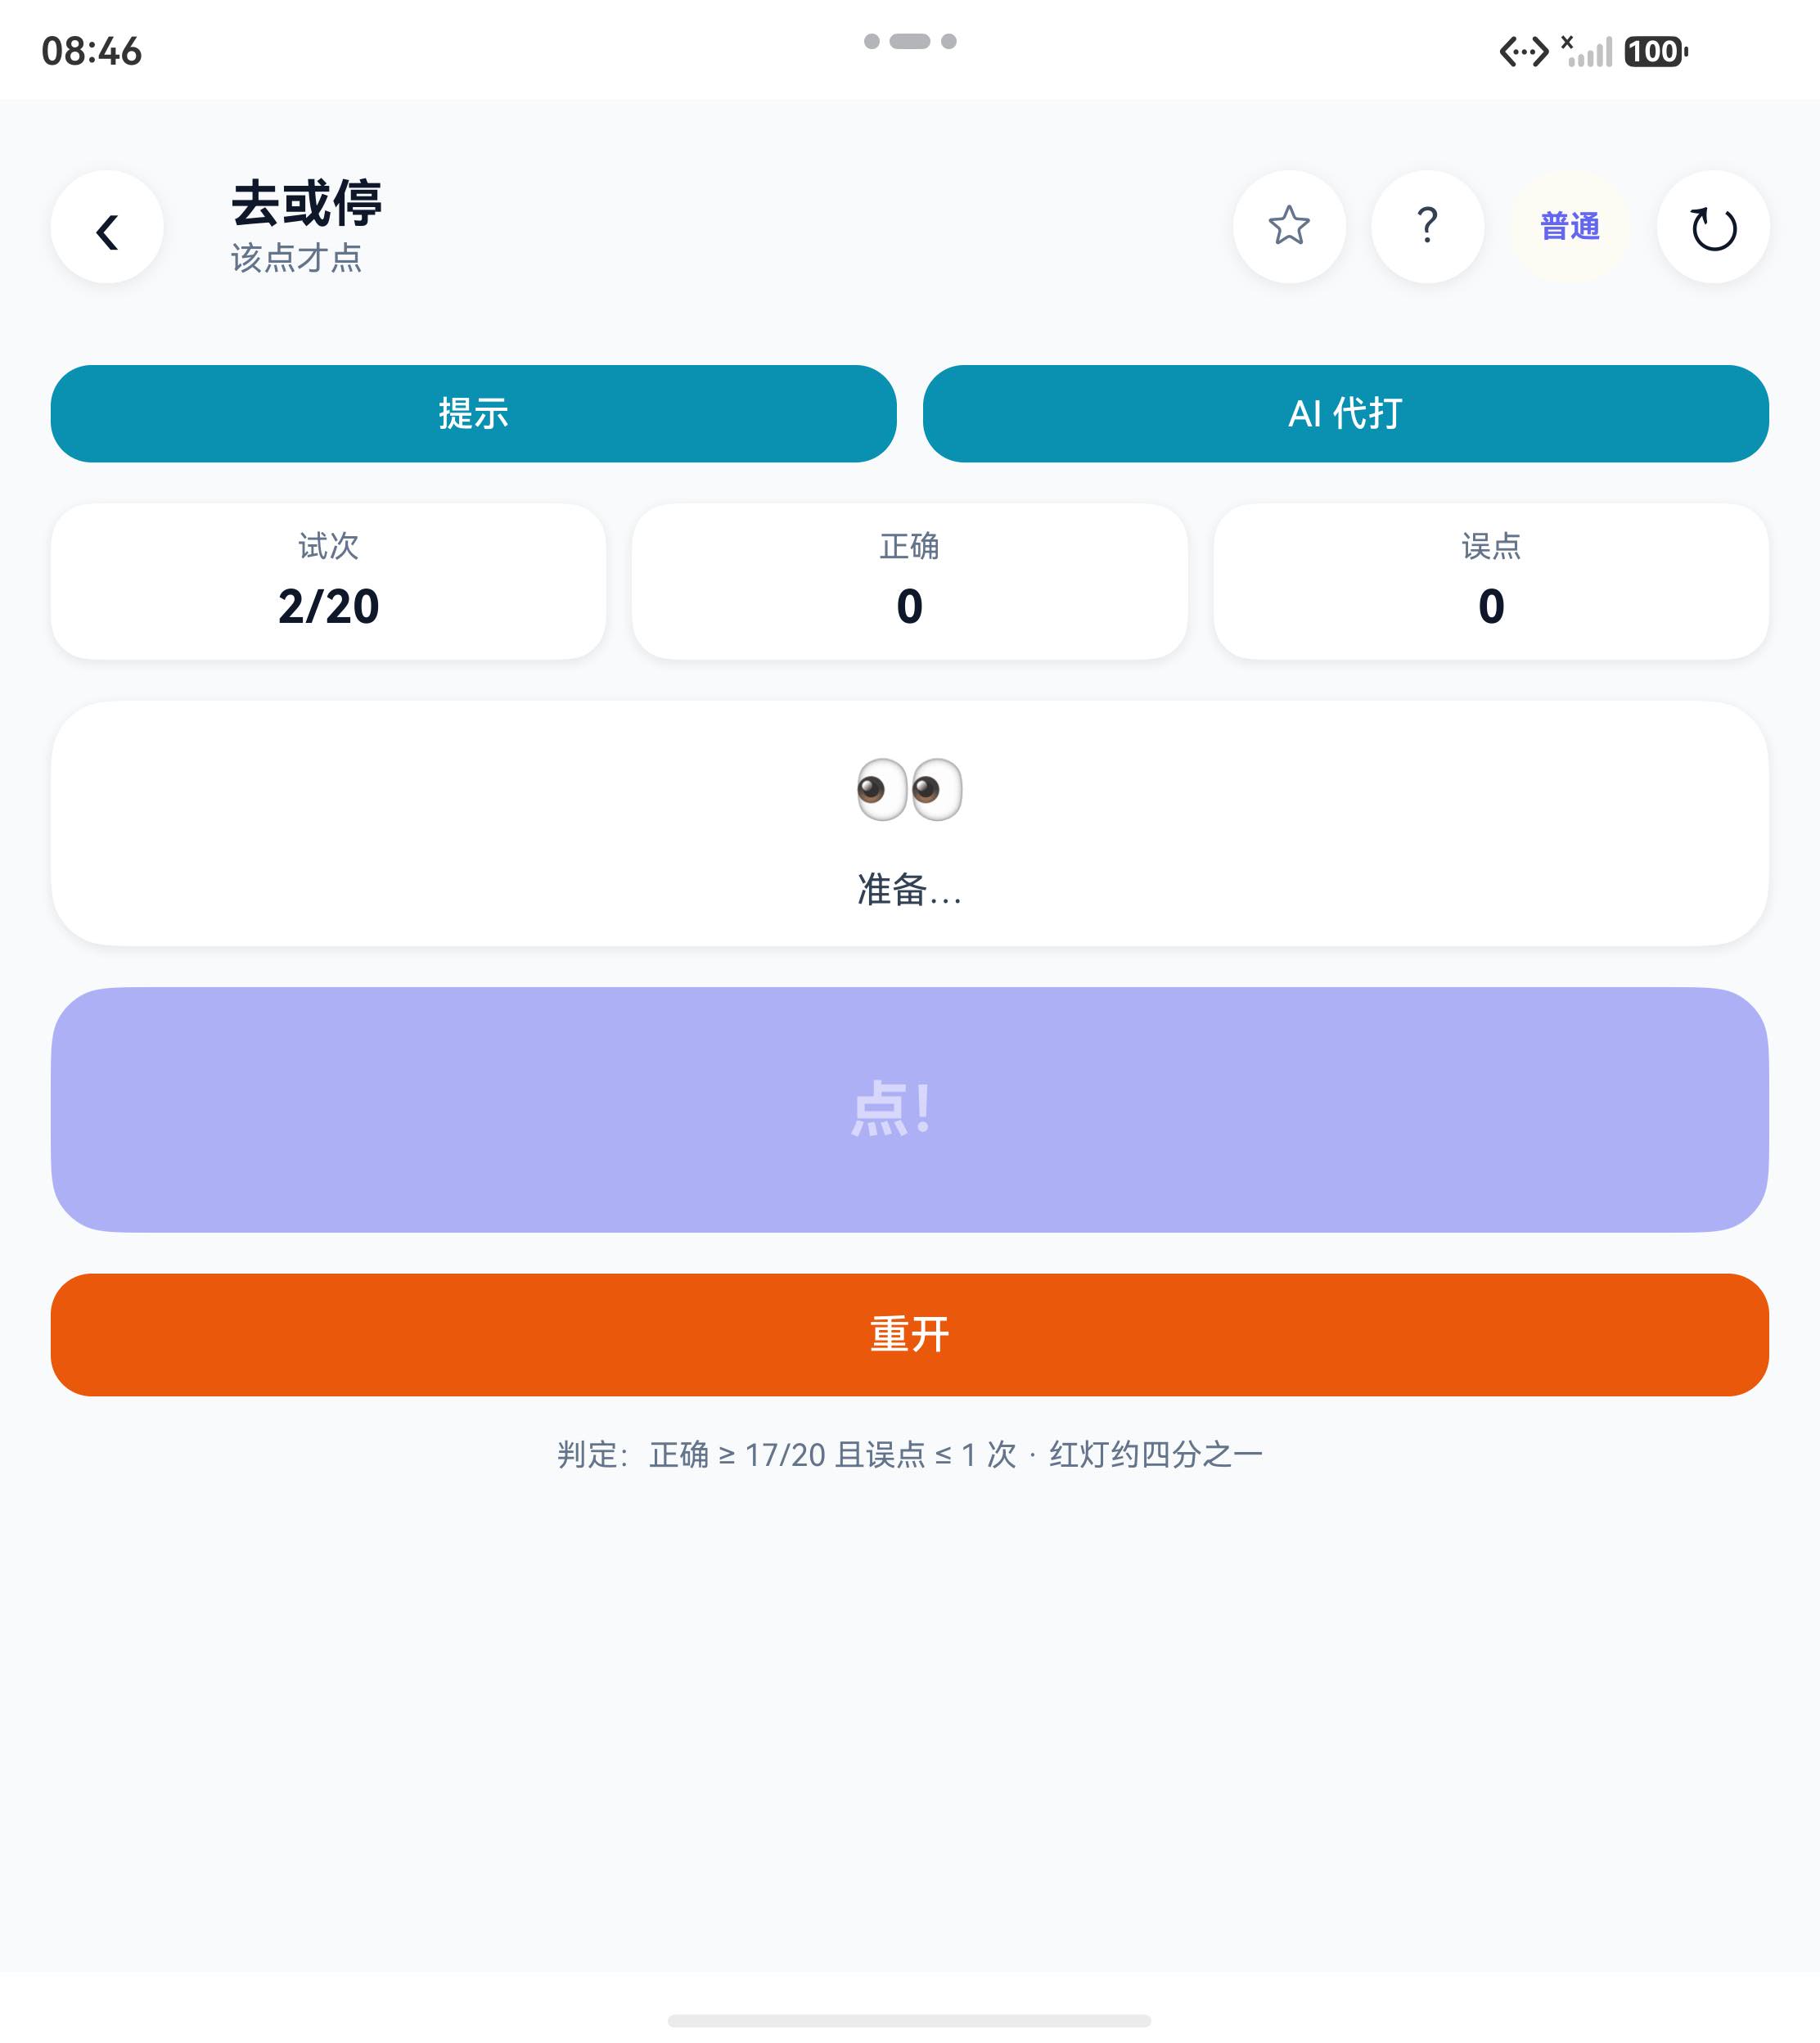 08:46
100
去或停
该点才点
?
普通
提示
AI 代打
试次
2/20
正确
0
误点
0
准备...
点!
重开
判定：正确 ≥ 17/20 且误点 ≤ 1 次 · 红灯约四分之一